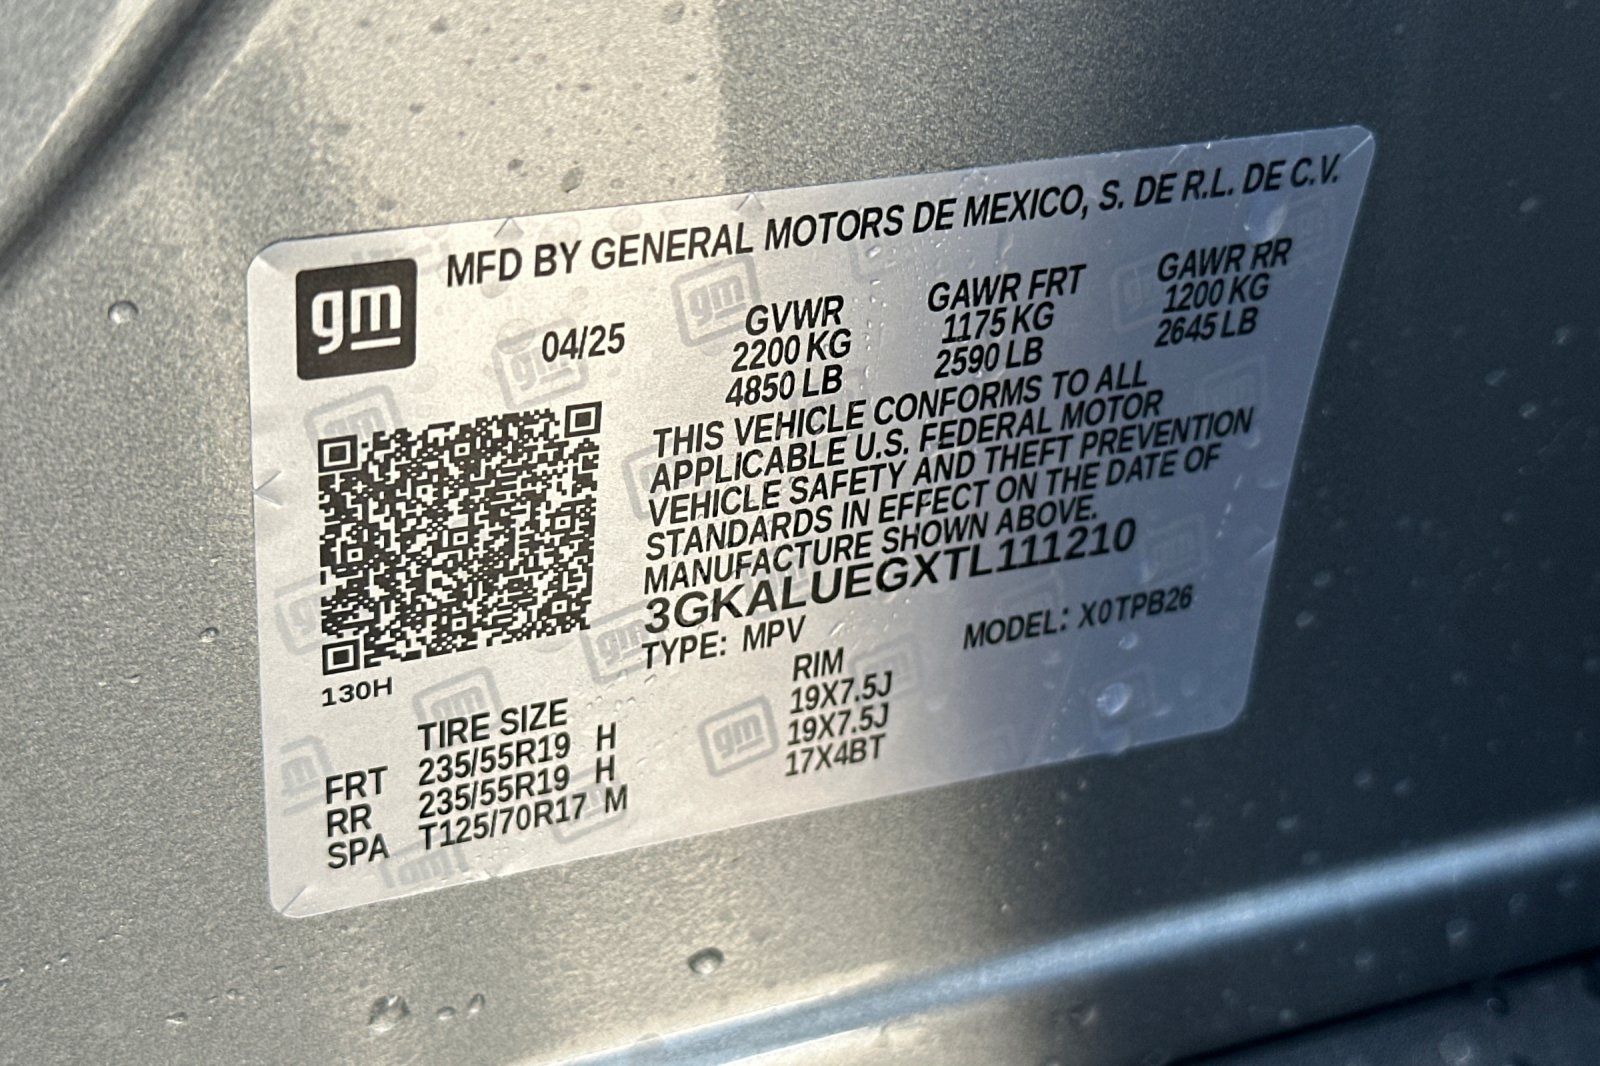 gm
MFD BY GENERAL MOTORS DE MEXICO, S. DE R.L. DE C.V.
04/25
GVWR
2200 KG
4850 LB
GAWR FRT
1175 KG
2590 LB
GAWR RR
1200 KG
2645 LB
THIS VEHICLE CONFORMS TO ALL
APPLICABLE U.S. FEDERAL MOTOR
VEHICLE SAFETY AND THEFT PREVENTION
STANDARDS IN EFFECT ON THE DATE OF
MANUFACTURE SHOWN ABOVE.
3GKALUEGXTL111210
TYPE: MPV
MODEL: X0TPB26
130H
TIRE SIZE
RIM
FRT 235/55R19 H 19X7.5J
RR 235/55R19 H 19X7.5J
SPA T125/70R17 M 17X4BT